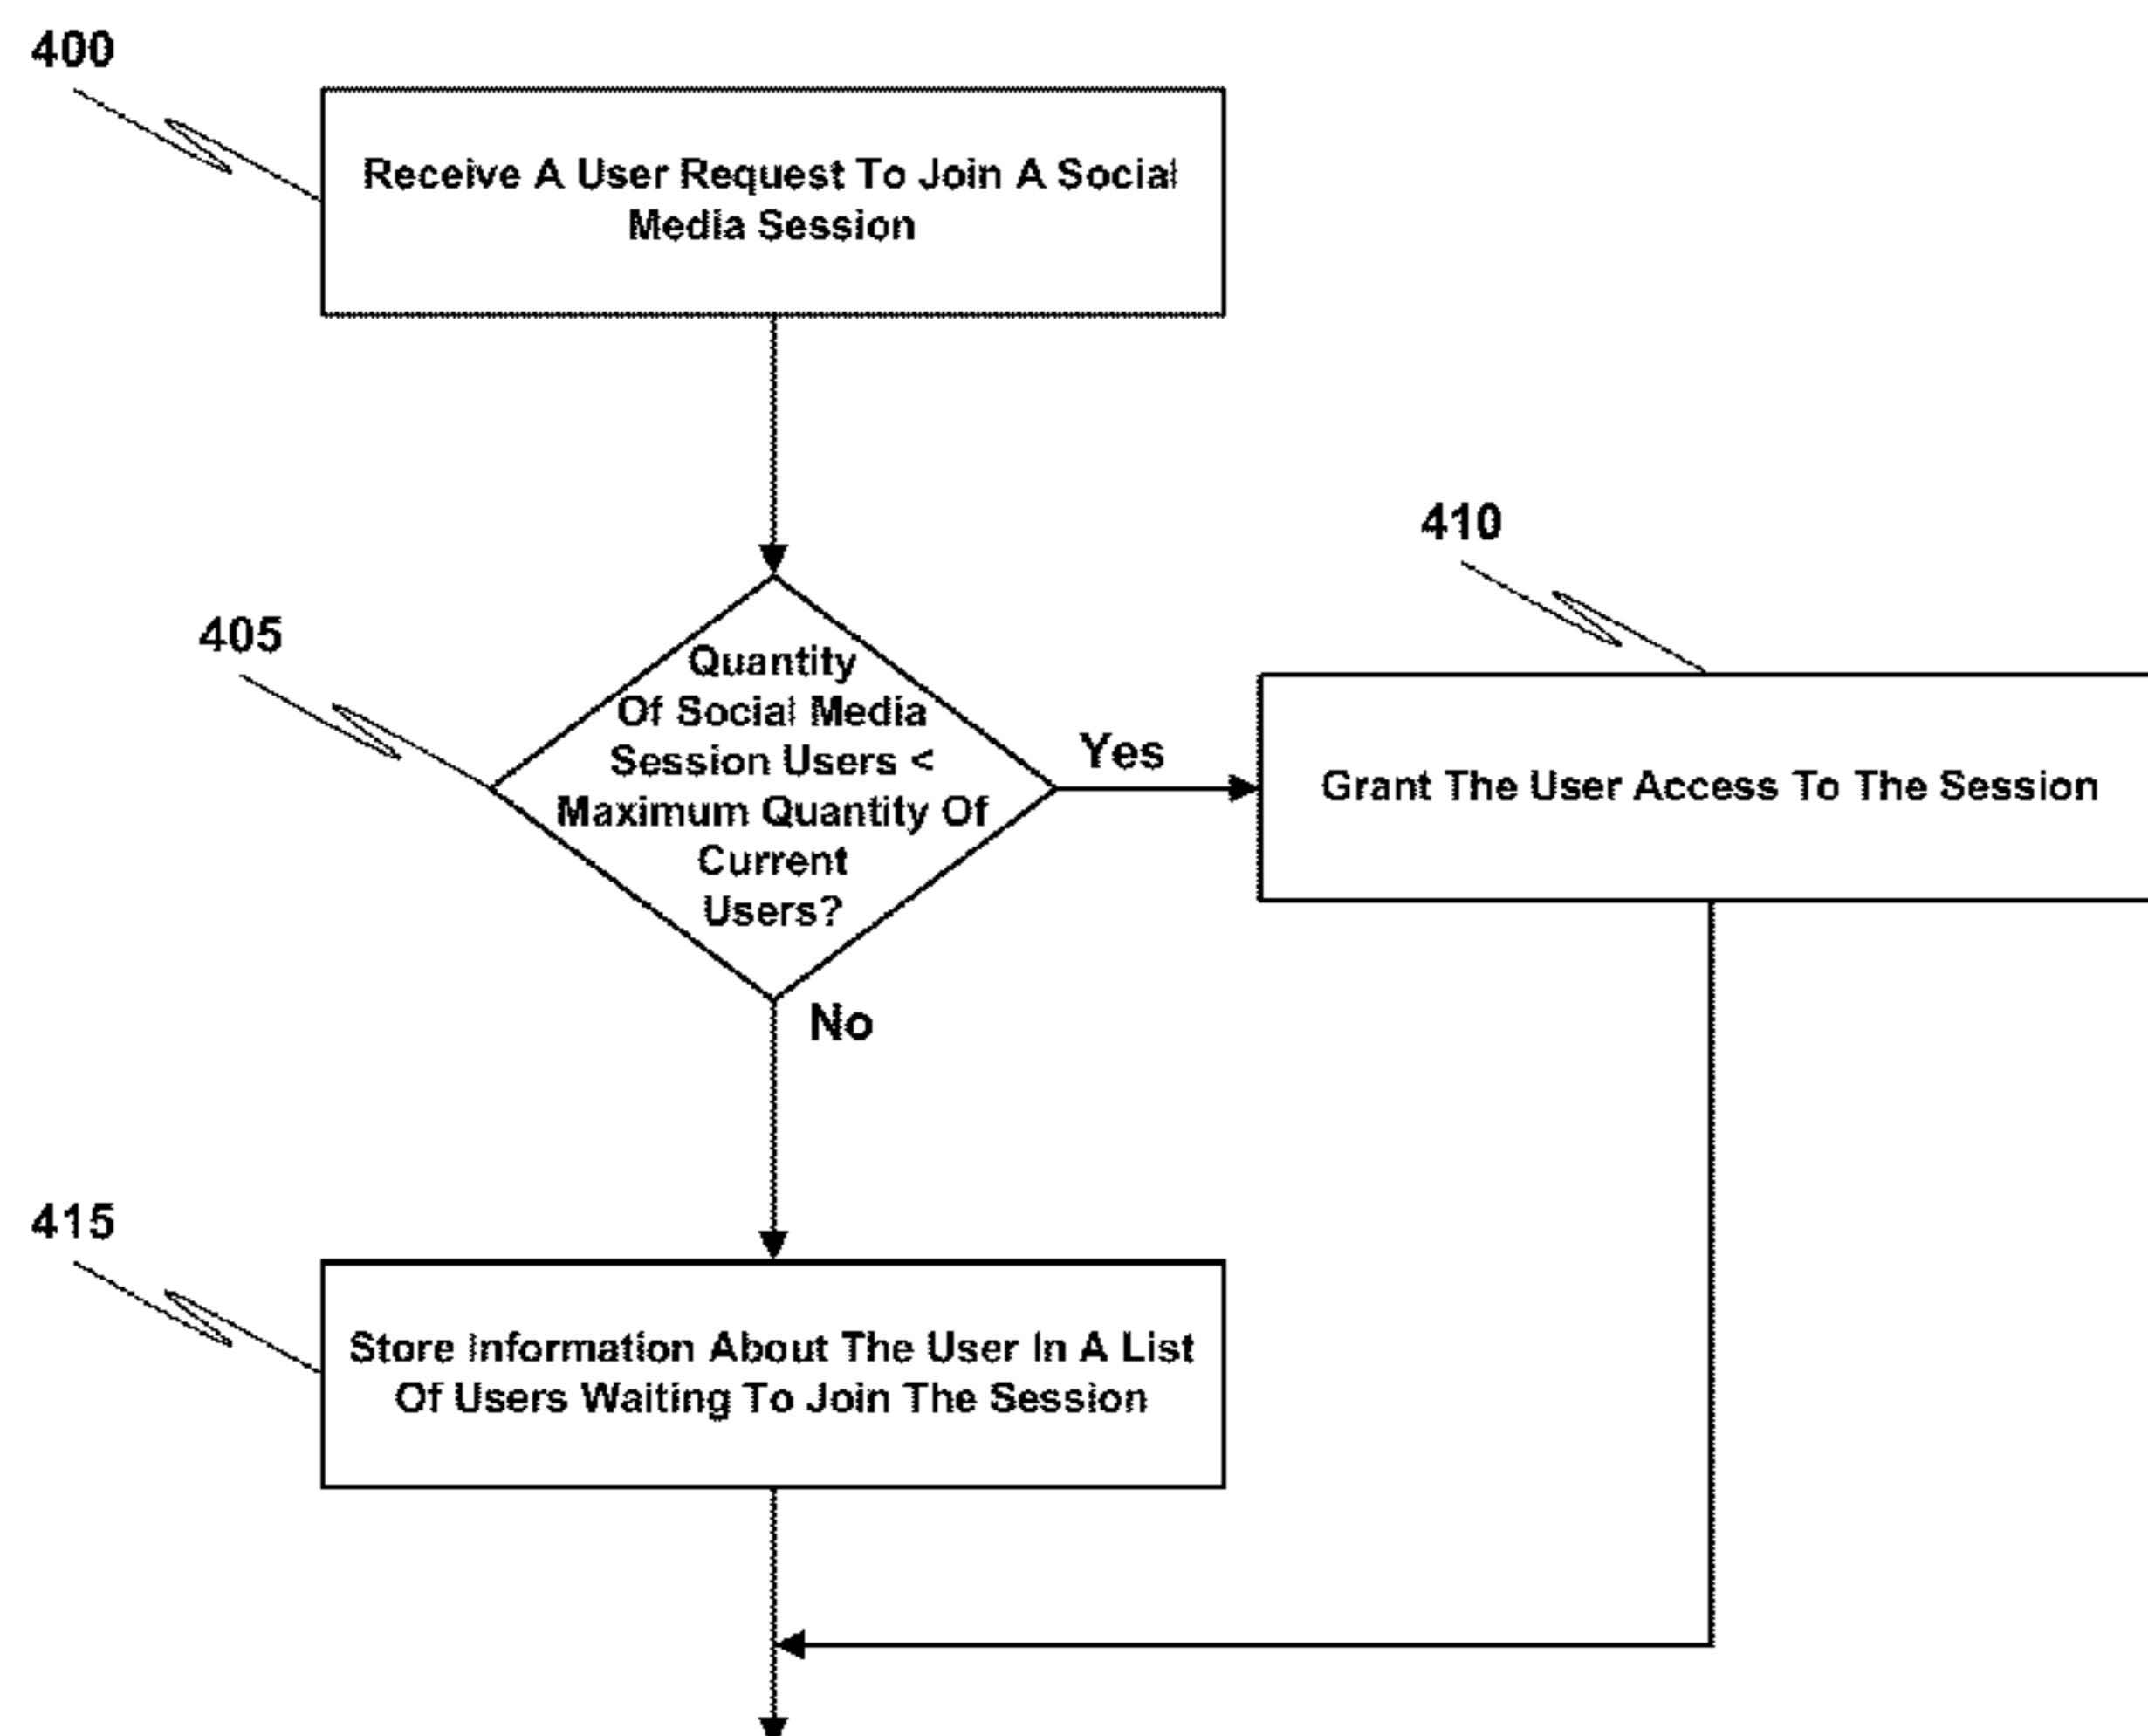 400
Receive A User Request To Join A Social
Media Session
410
405
Quantity
Of Social Media
Session Users <
Maximum Quantity Of
Current
Users?
Yes
Grant The User Access To The Session
No
415
Store Information About The User In A List
Of Users Waiting To Join The Session